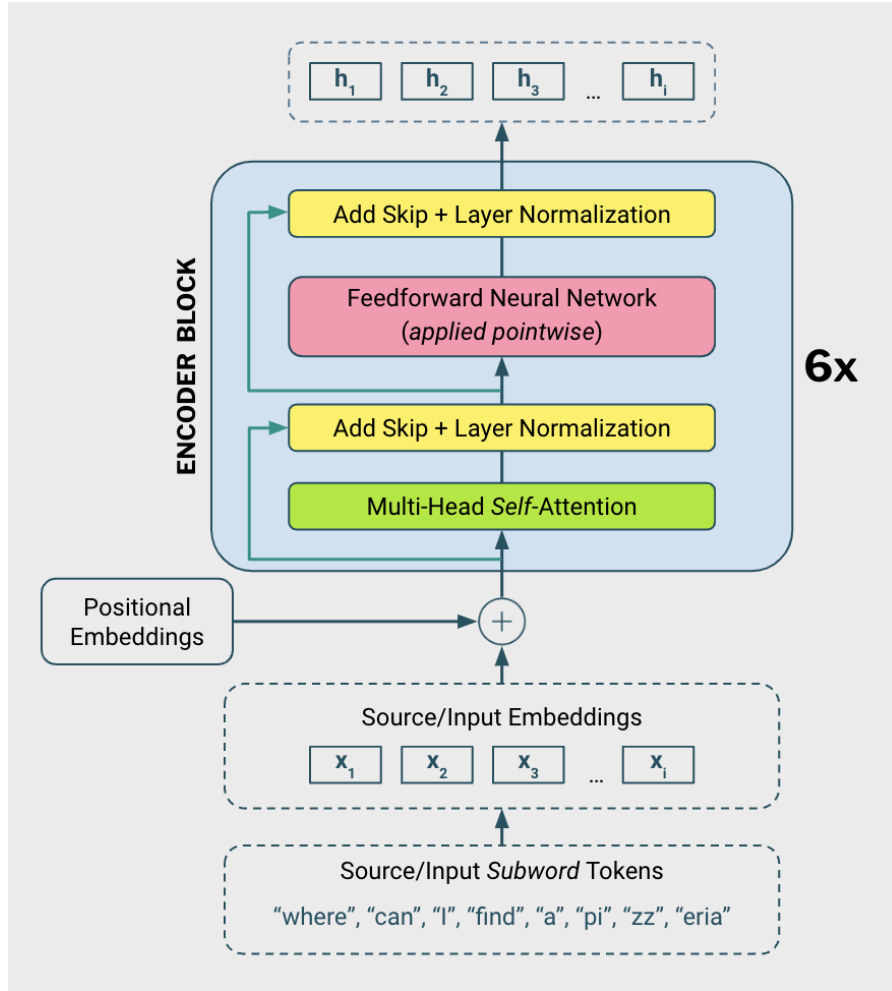 h₁ h₂ h₃ ... hᵢ
Add Skip + Layer Normalization
Feedforward Neural Network
(applied pointwise)
ENCODER BLOCK
6x
Add Skip + Layer Normalization
Multi-Head Self-Attention
Positional
Embeddings
+
Source/Input Embeddings
x₁ x₂ x₃ ... xᵢ
Source/Input Subword Tokens
“where”, “can”, “I”, “find”, “a”, “pi”, “zz”, “eria”